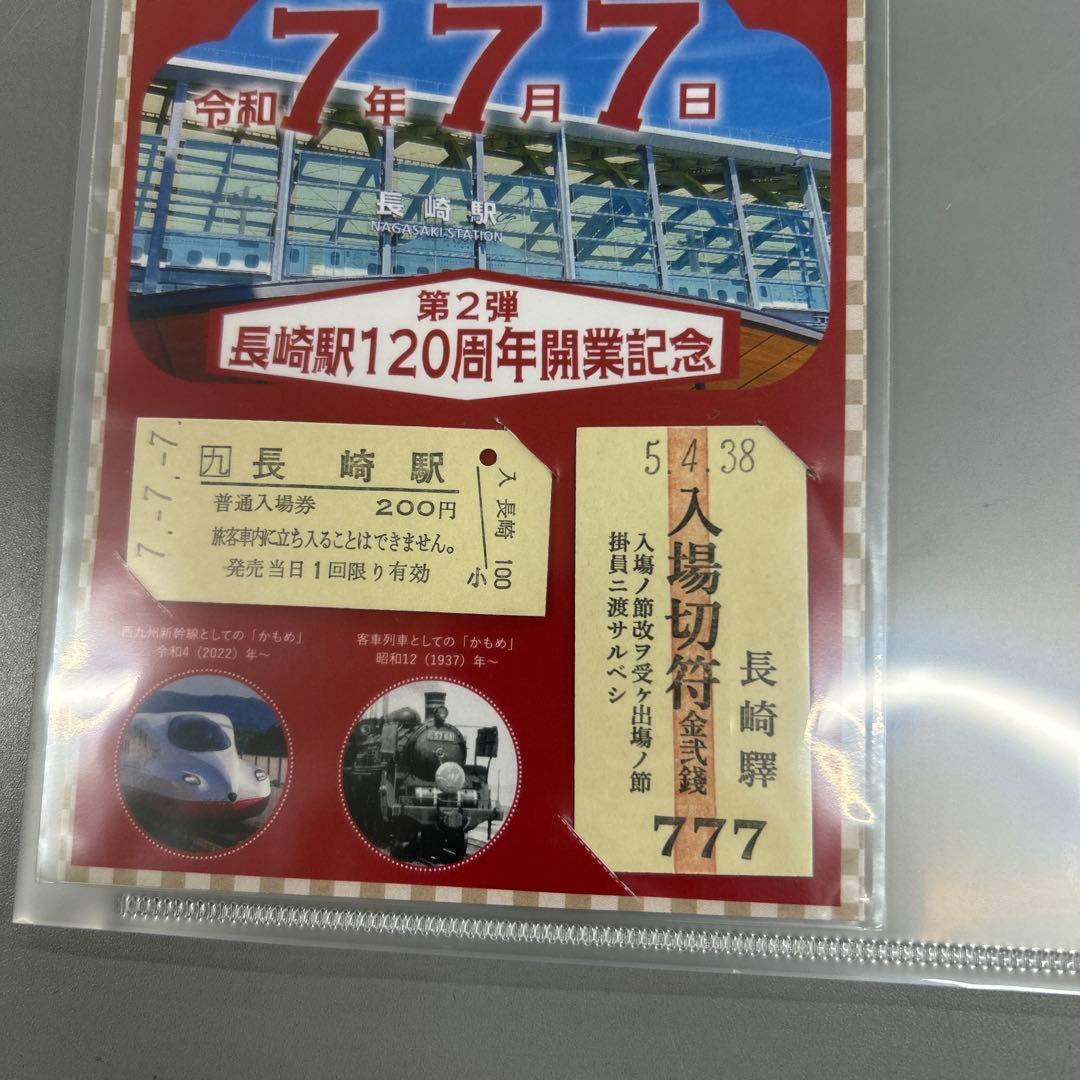 令和7年7月7日
長崎駅
NAGASAKI STATION
第2弾
長崎駅120周年開業記念
7.-7.-7.
九 長崎駅
普通入場券 200円
旅客車内に立ち入ることはできません。
発売当日1回限り有効
入 長崎 100
小
5.4.38
入場切符金弐錢
入塲ノ節改ヲ受ケ出塲ノ節
掛員ニ渡サルベシ
長崎驛
777
西九州新幹線としての「かもめ」
令和4(2022)年~
客車列車としての「かもめ」
昭和12(1937)年~